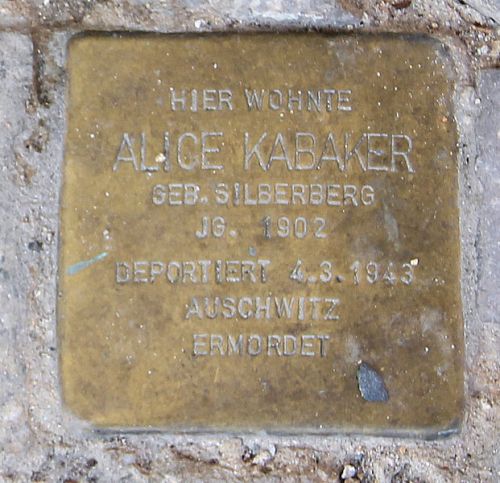 HIER WOHNTE
ALICE KABAKER
GEB. SILBERBERG
JG. 1902
DEPORTIERT 4.3.1943
AUSCHWITZ
ERMORDET